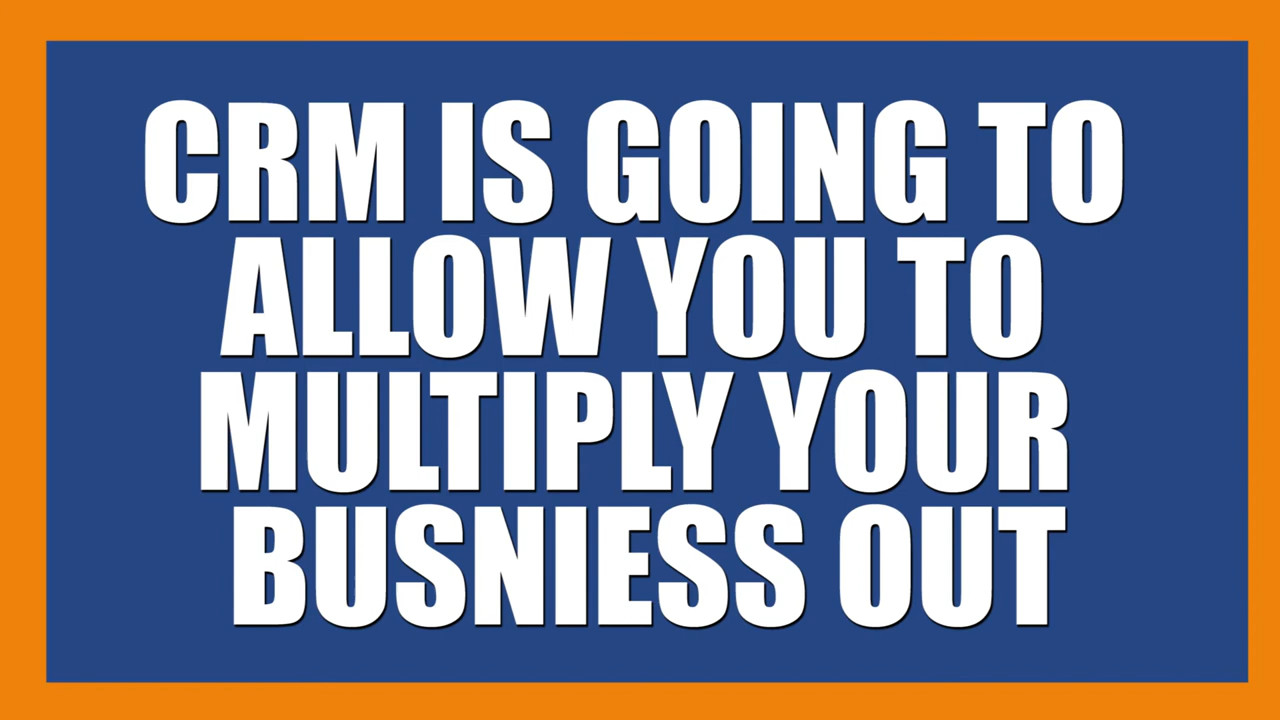 CRM IS GOING TO
ALLOW YOU TO
MULTIPLY YOUR
BUSNIESS OUT